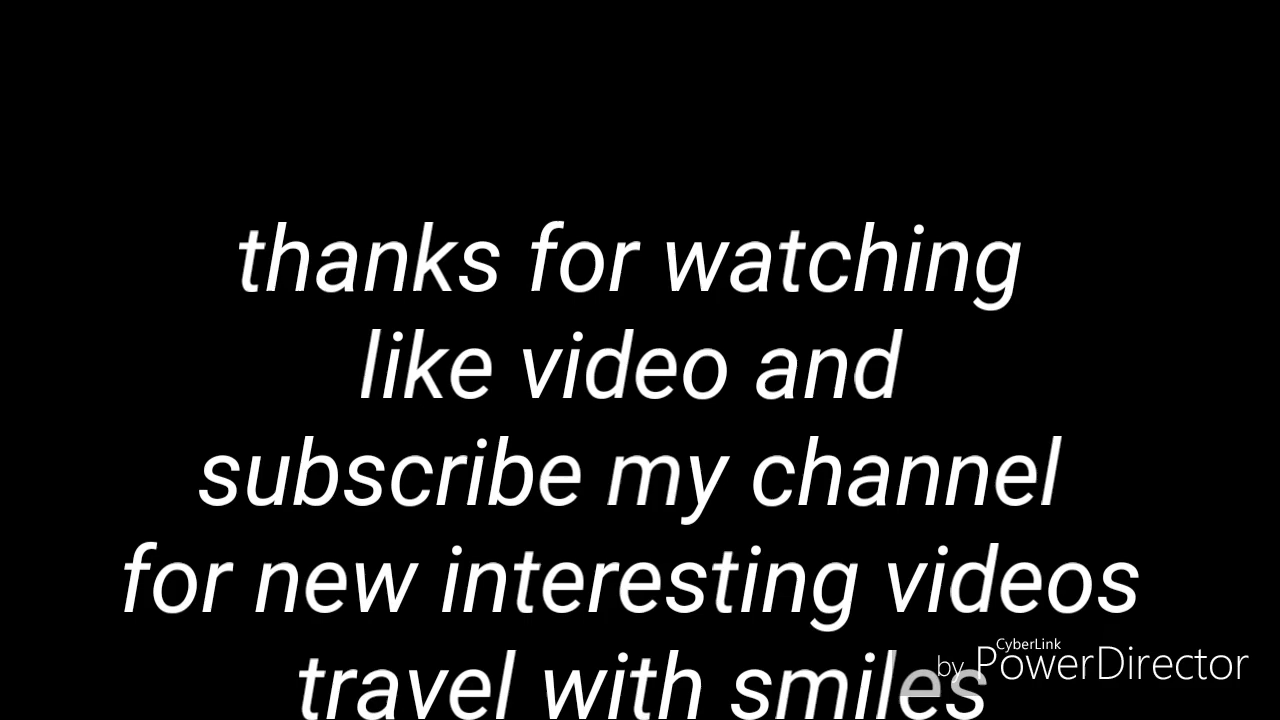 thanks for watching
like video and
subscribe my channel
for new interesting videos
travel with smiles
CyberLink
by PowerDirector